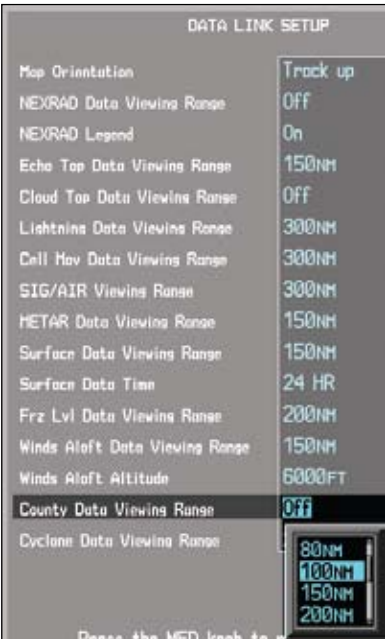 DATA LINK SETUP
Map Orientation Track up
NEXRAD Data Viewing Range Off
NEXRAD Legend On
Echo Top Data Viewing Range 150NM
Cloud Top Data Viewing Range Off
Lightning Data Viewing Range 300NM
Cell Mov Data Viewing Range 300NM
SIG/AIR Viewing Range 300NM
METAR Data Viewing Range 150NM
Surface Data Viewing Range 150NM
Surface Data Time 24 HR
Frz Lvl Data Viewing Range 200NM
Winds Aloft Data Viewing Range 150NM
Winds Aloft Altitude 6000FT
County Data Viewing Range Off
Cyclone Data Viewing Range
80NM
100NM
150NM
200NM
the MFD knob to